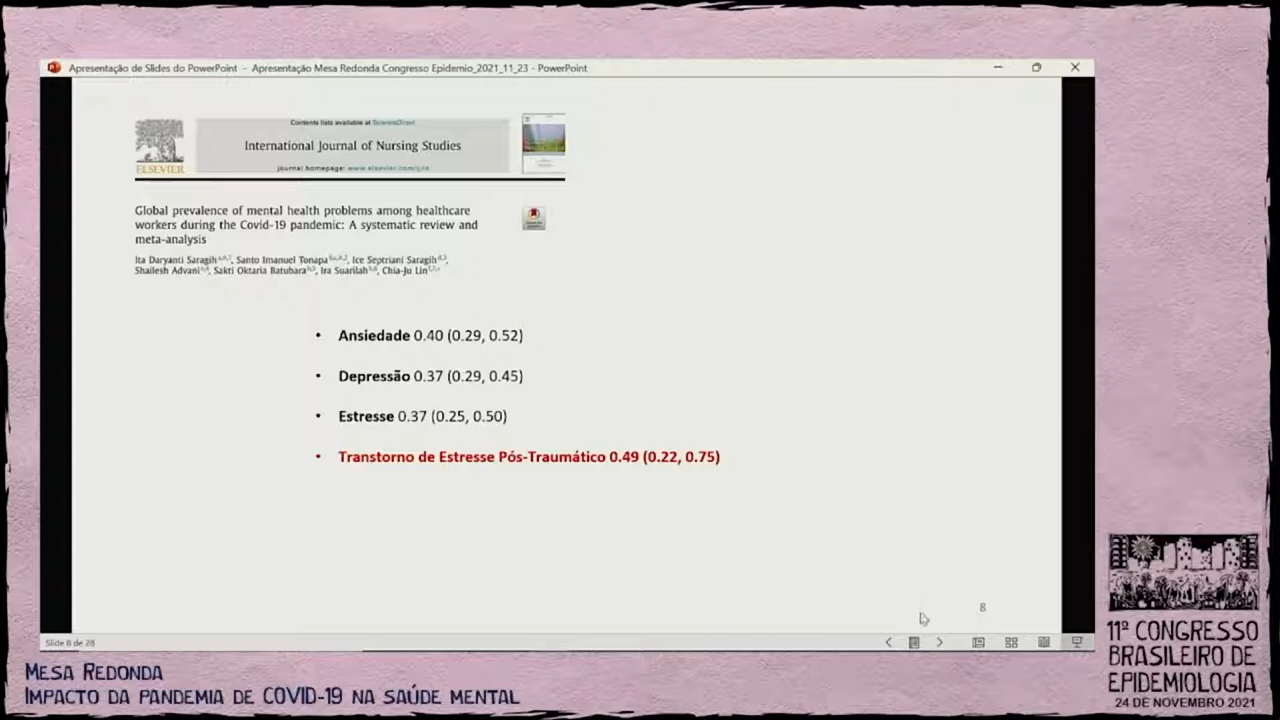 Apresentação de Slides do PowerPoint - Apresentação Mesa Redonda Congresso Epidemio_2021_11_23 - PowerPoint
Contents lists available at ScienceDirect
International Journal of Nursing Studies
journal homepage: www.elsevier.com/ijns
ELSEVIER
Global prevalence of mental health problems among healthcare
workers during the Covid-19 pandemic: A systematic review and
meta-analysis
Ita Daryanti Saragih, Santo Imanuel Tonapa, Ice Septriani Saragih,
Shailesh Advani, Sakti Oktaria Batubara, Ira Suarilah, Chia-Ju Lin
• Ansiedade 0.40 (0.29, 0.52)
• Depressão 0.37 (0.29, 0.45)
• Estresse 0.37 (0.25, 0.50)
• Transtorno de Estresse Pós-Traumático 0.49 (0.22, 0.75)
8
Slide 8 de 28
MESA REDONDA
IMPACTO DA PANDEMIA DE COVID-19 NA SAÚDE MENTAL
11º CONGRESSO
BRASILEIRO DE
EPIDEMIOLOGIA
24 DE NOVEMBRO 2021